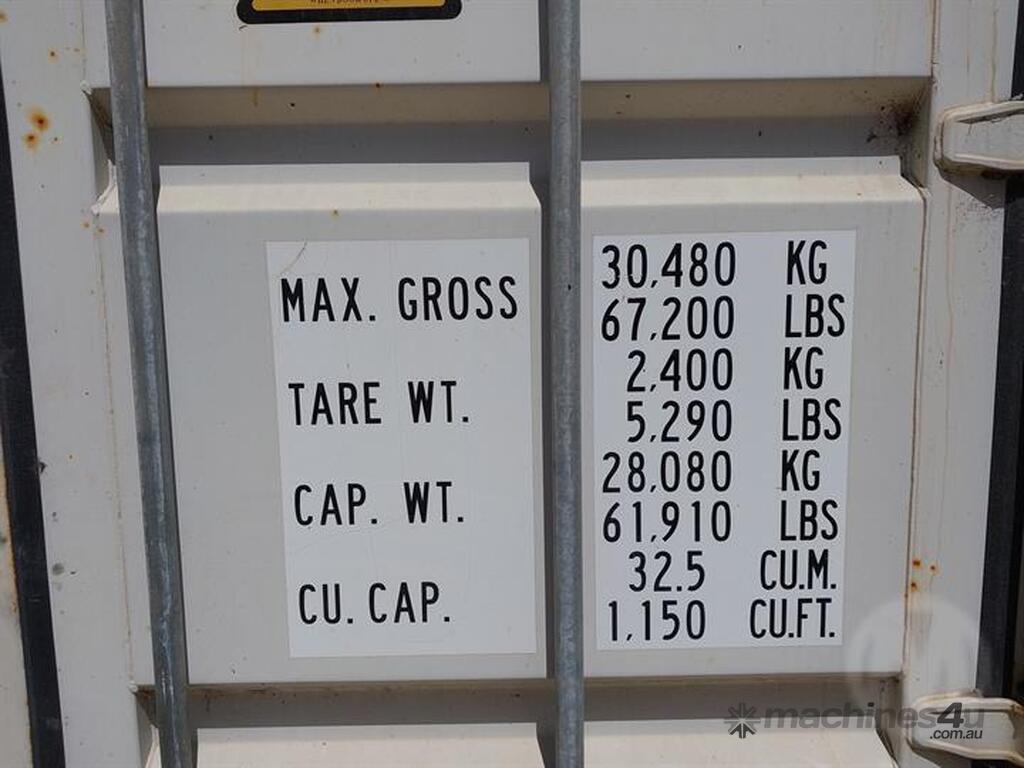 MAX. GROSS 30,480 KG
67,200 LBS
TARE WT. 2,400 KG
5,290 LBS
CAP. WT. 28,080 KG
61,910 LBS
CU. CAP. 32.5 CU.M.
1,150 CU.FT.
machines4u
.com.au